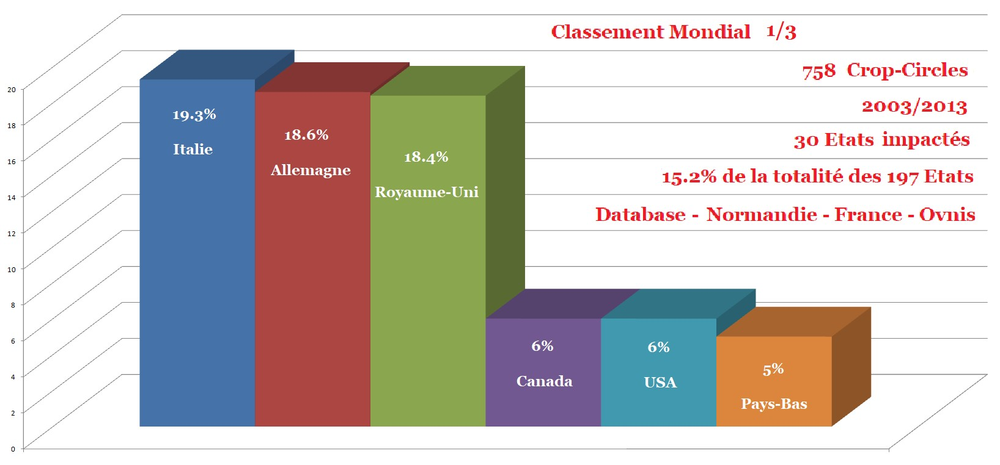 Classement Mondial 1/3
758 Crop-Circles
2003/2013
30 Etats impactés
15.2% de la totalité des 197 Etats
Database - Normandie - France - Ovnis
20
18
16
14
12
10
8
6
4
2
0
19.3%
Italie
18.6%
Allemagne
18.4%
Royaume-Uni
6%
Canada
6%
USA
5%
Pays-Bas